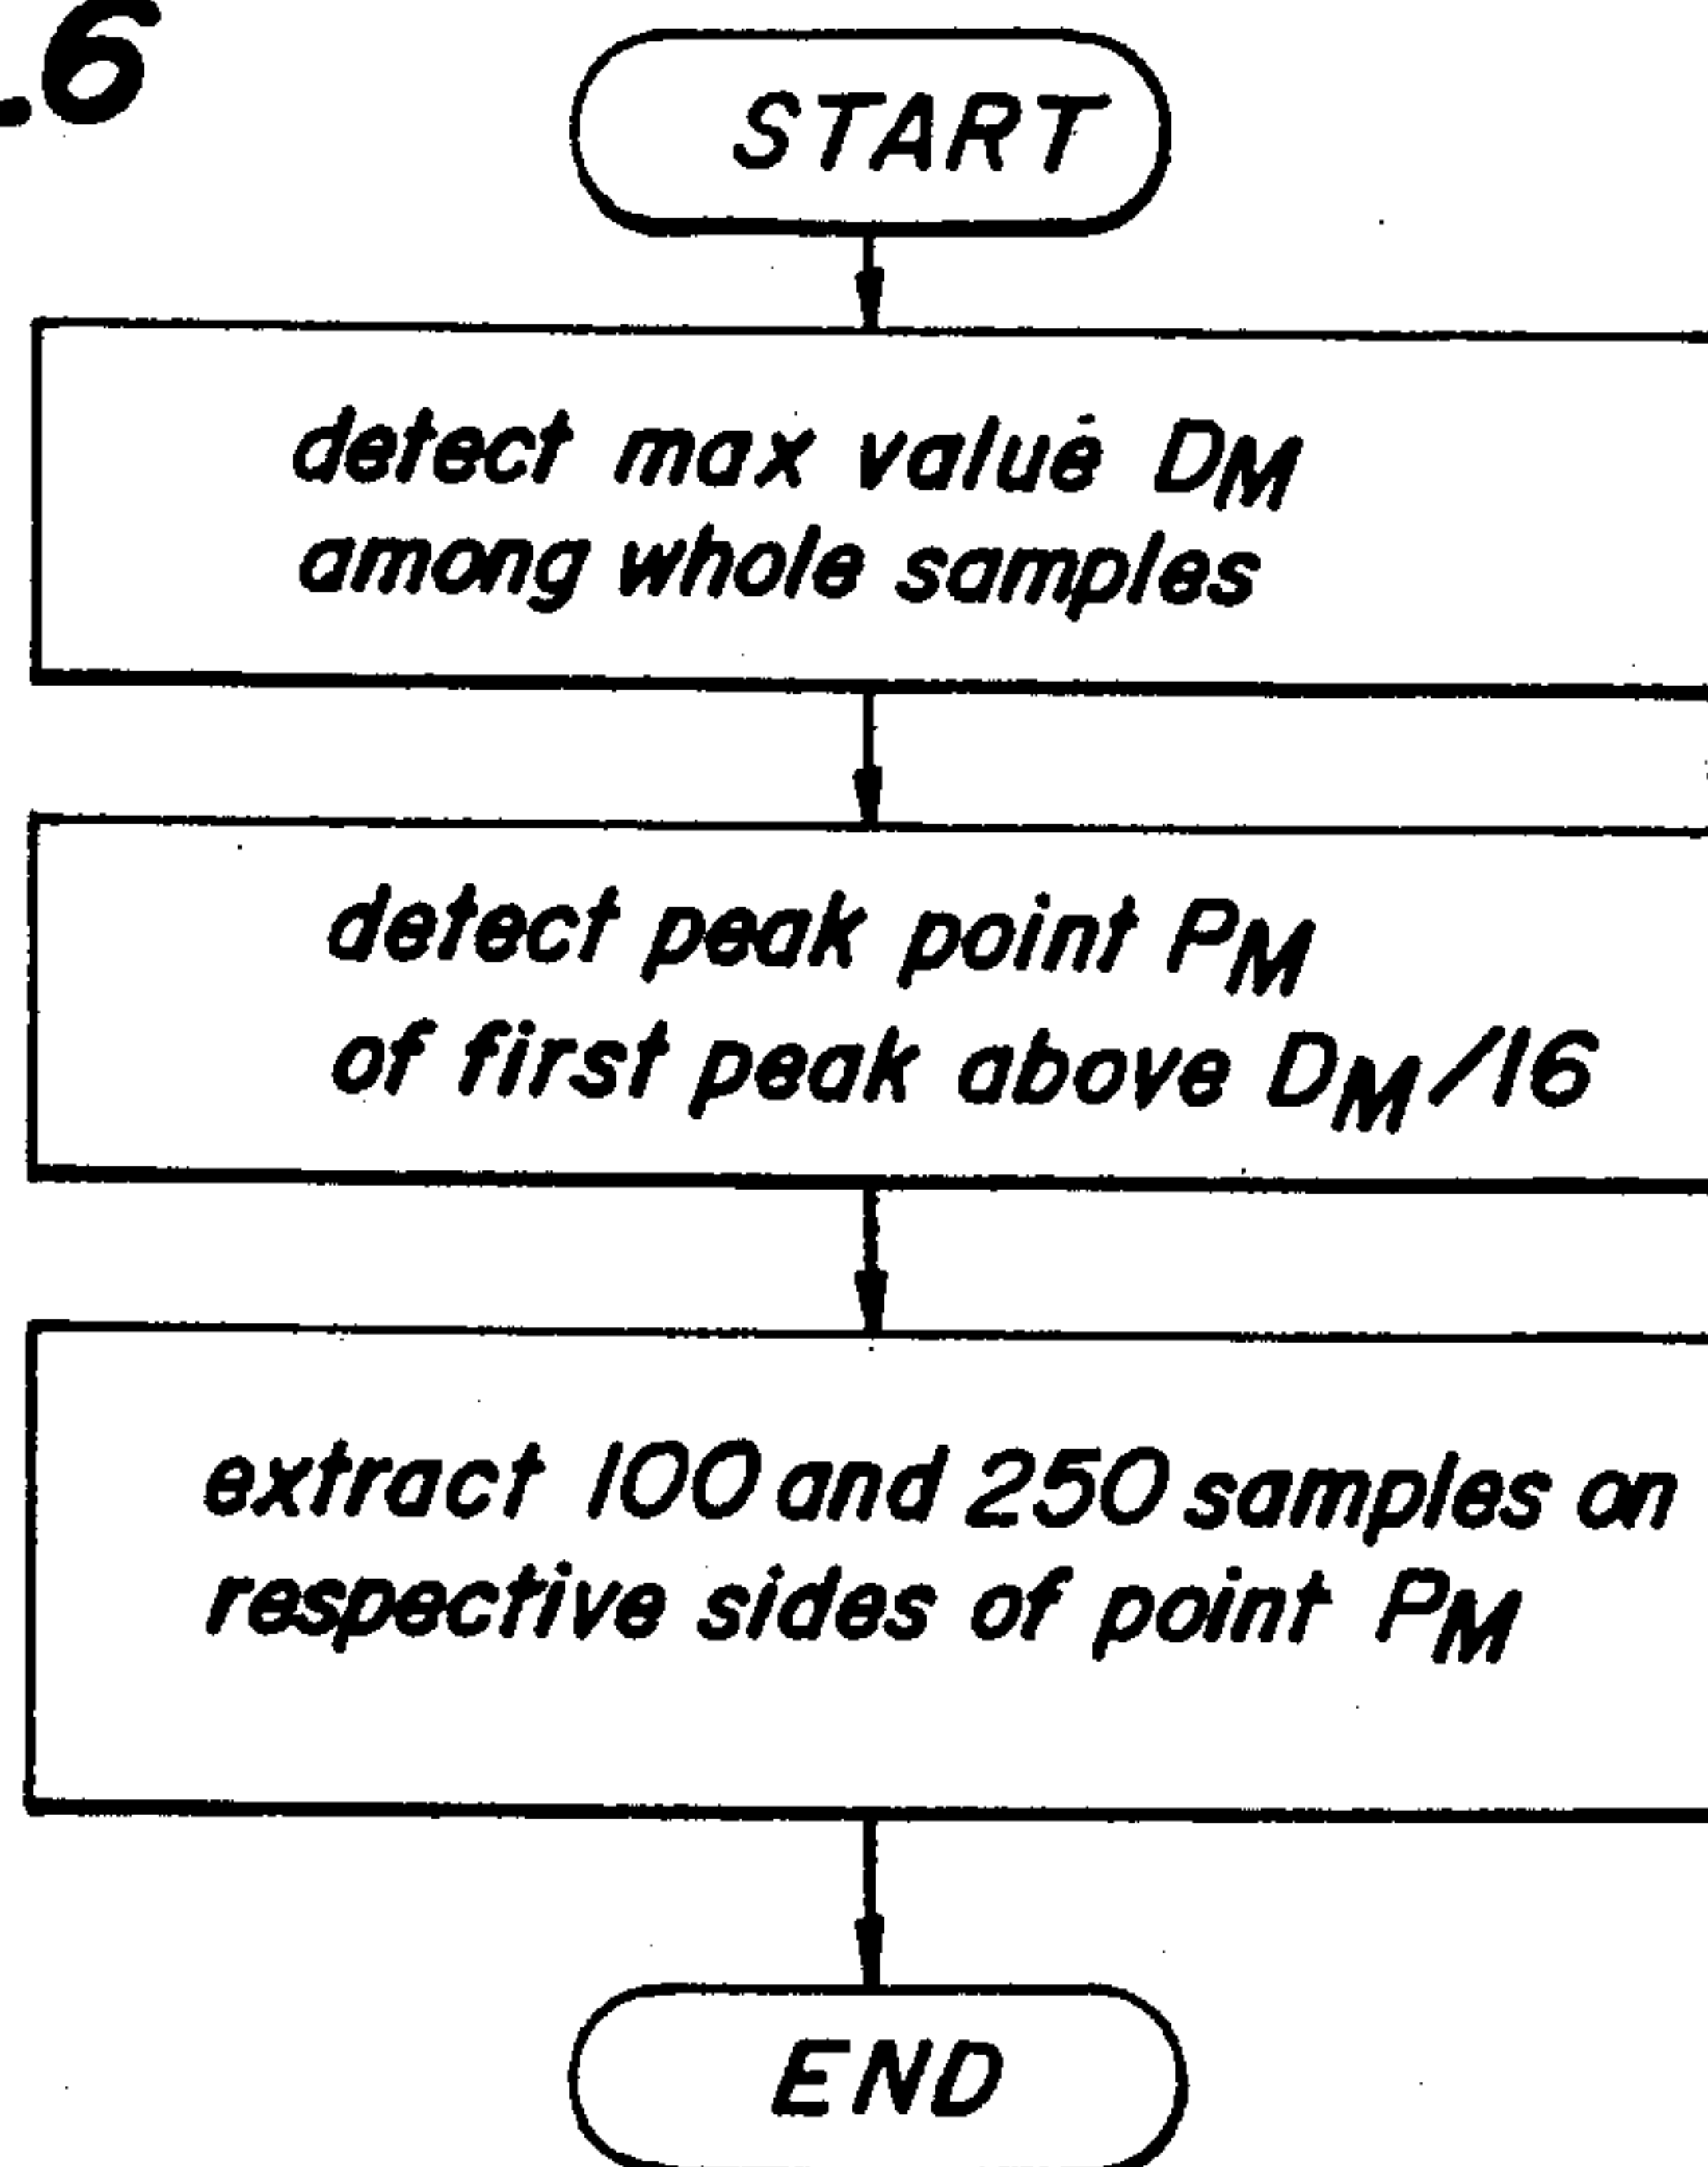 .6
START
detect max value DM
among whole samples
detect peak point PM
of first peak above DM/16
extract 100 and 250 samples on
respective sides of point PM
END